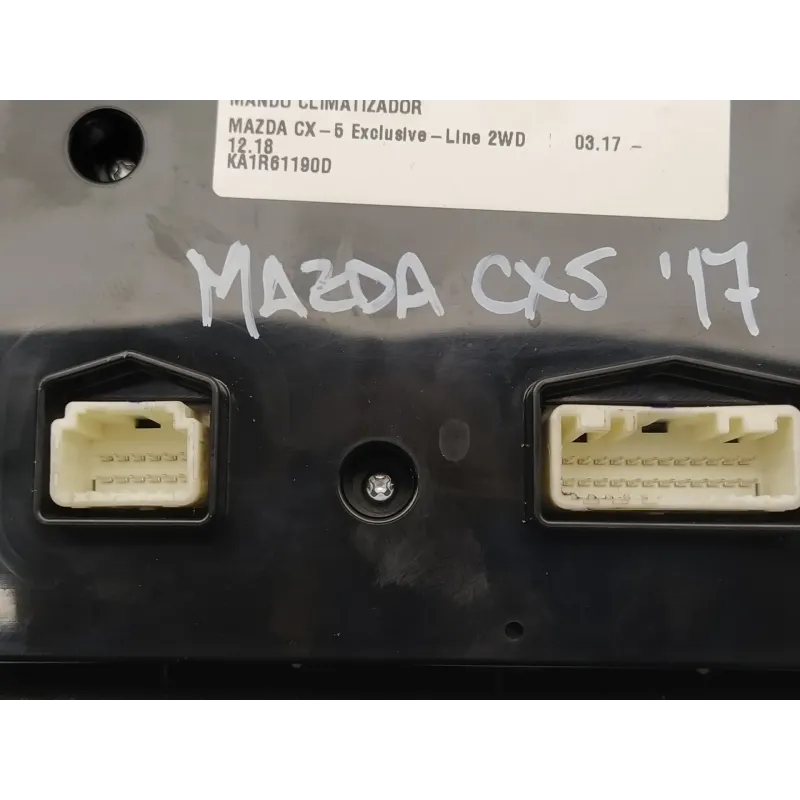 MANDO CLIMATIZADOR
MAZDA CX-5 Exclusive-Line 2WD : 03.17 -
12.18
KA1R61190D
MAZDA CX5 '17